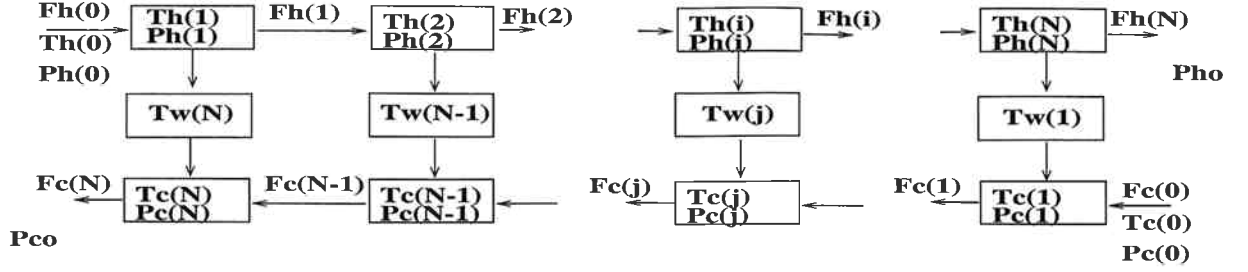 Fh(0)
Th(0)
Ph(0)
Th(1)
Ph(1)
Fh(1)
Th(2)
Ph(2)
Fh(2)
Th(i)
Ph(i)
Fh(i)
Th(N)
Ph(N)
Fh(N)
Pho
Tw(N)
Tw(N-1)
Tw(j)
Tw(1)
Fc(N)
Pco
Tc(N)
Pc(N)
Fc(N-1)
Tc(N-1)
Pc(N-1)
Fc(j)
Tc(j)
Pc(j)
Fc(1)
Tc(1)
Pc(1)
Fc(0)
Tc(0)
Pc(0)